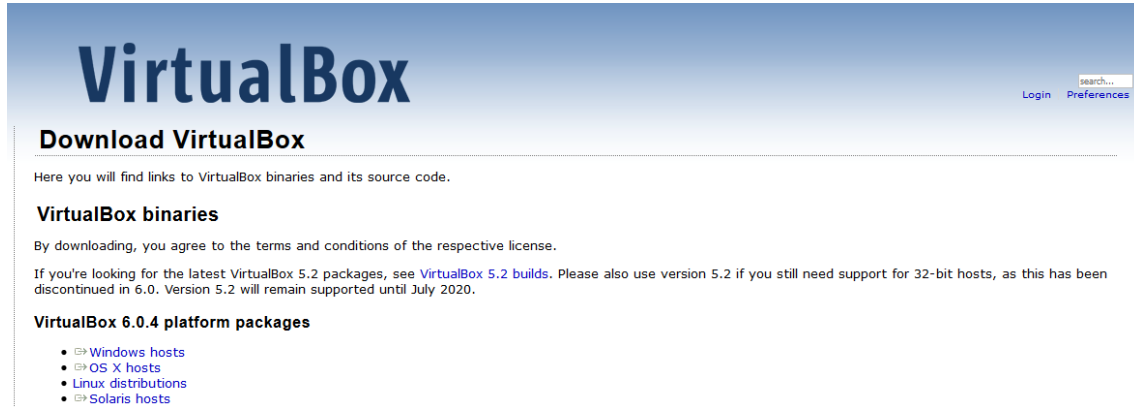 VirtualBox
search...
Login Preferences
Download VirtualBox
Here you will find links to VirtualBox binaries and its source code.
VirtualBox binaries
By downloading, you agree to the terms and conditions of the respective license.
If you're looking for the latest VirtualBox 5.2 packages, see VirtualBox 5.2 builds. Please also use version 5.2 if you still need support for 32-bit hosts, as this has been
discontinued in 6.0. Version 5.2 will remain supported until July 2020.
VirtualBox 6.0.4 platform packages
• Windows hosts
• OS X hosts
• Linux distributions
• Solaris hosts